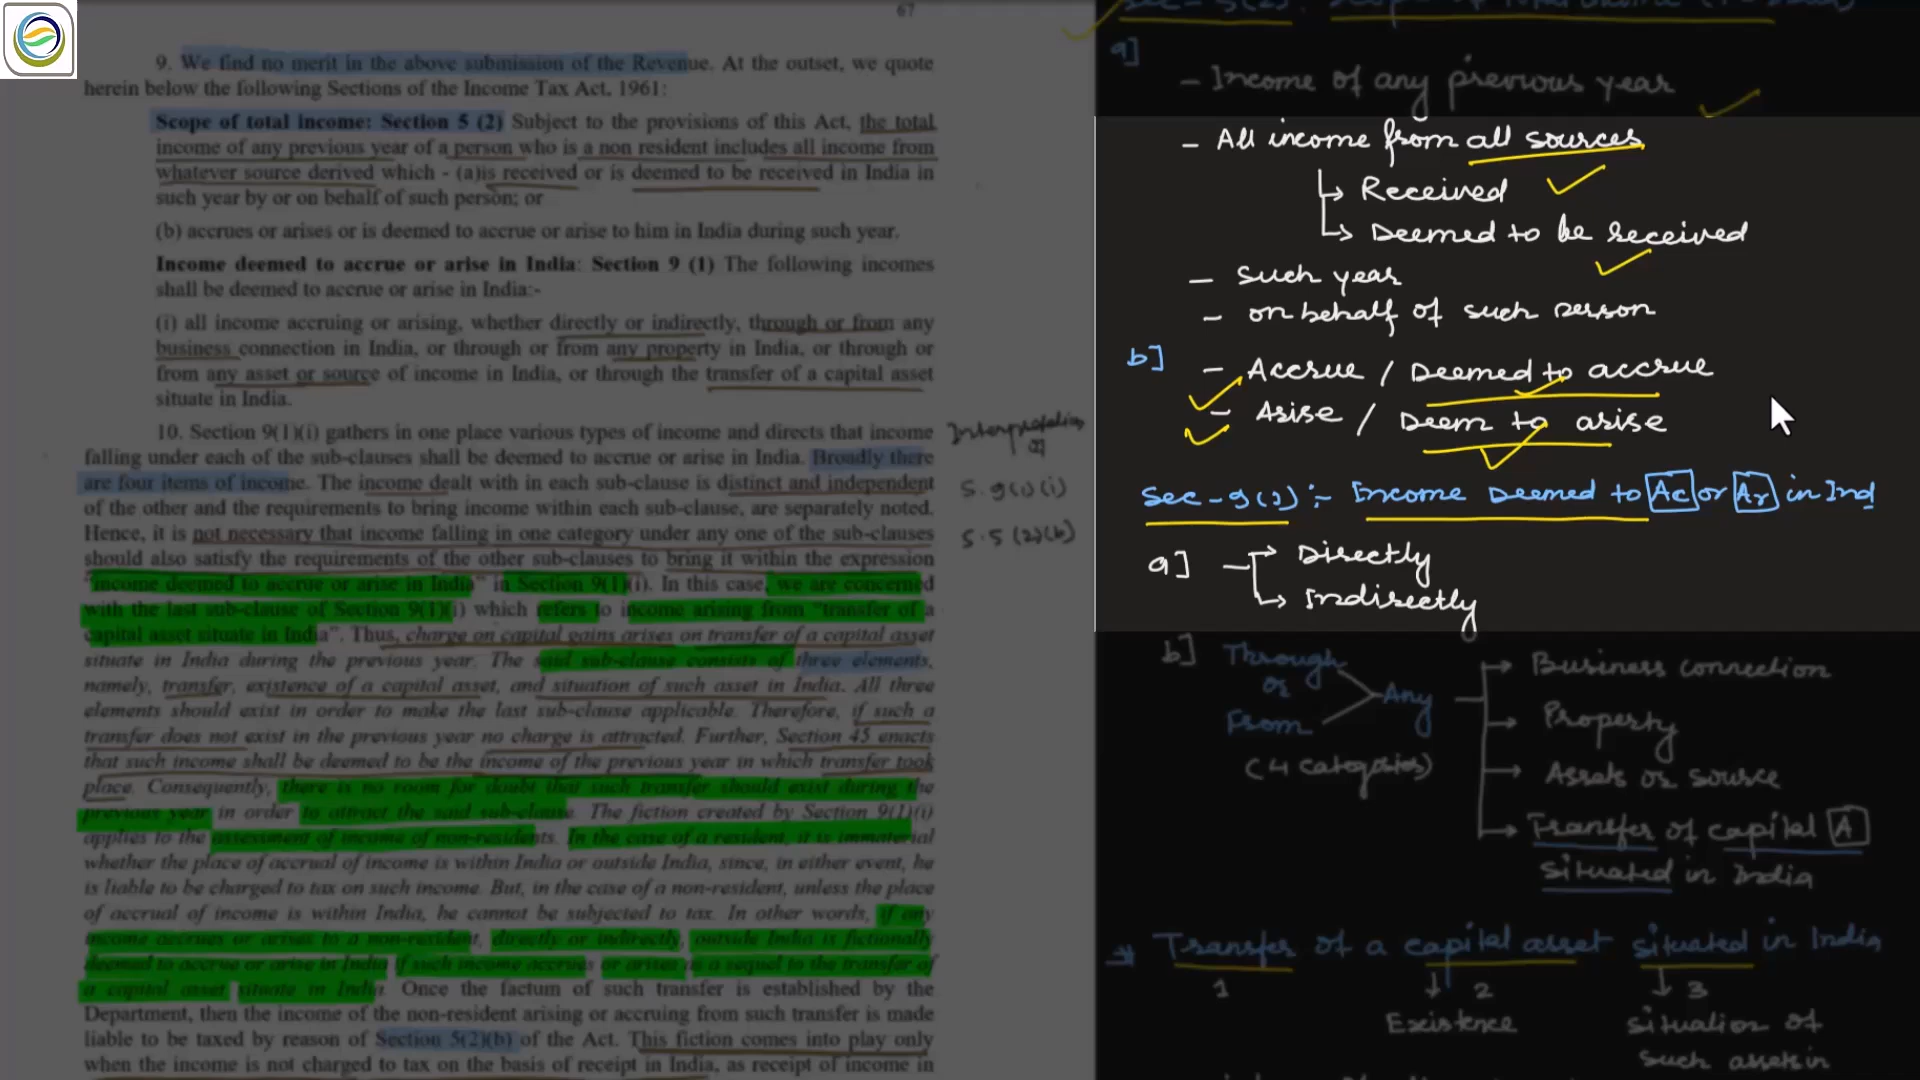 67
9. We find no merit in the above submission of the Revenue. At the outset, we quote
herein below the following Sections of the Income Tax Act, 1961:
Scope of total income: Section 5 (2) Subject to the provisions of this Act, the total
income of any previous year of a person who is a non resident includes all income from
whatever source derived which - (a)is received or is deemed to be received in India in
such year by or on behalf of such person; or
(b) accrues or arises or is deemed to accrue or arise to him in India during such year.
Income deemed to accrue or arise in India: Section 9 (1) The following incomes
shall be deemed to accrue or arise in India:-
(i) all income accruing or arising, whether directly or indirectly, through or from any
business connection in India, or through or from any property in India, or through or
from any asset or source of income in India, or through the transfer of a capital asset
situate in India.
10. Section 9(1)(i) gathers in one place various types of income and directs that income
falling under each of the sub-clauses shall be deemed to accrue or arise in India. Broadly there
are four items of income. The income dealt with in each sub-clause is distinct and independent
of the other and the requirements to bring income within each sub-clause, are separately noted.
Hence, it is not necessary that income falling in one category under any one of the sub-clauses
should also satisfy the requirements of the other sub-clauses to bring it within the expression
"income deemed to accrue or arise in India" in Section 9(1)(i). In this case, we are concerned
with the last sub-clause of Section 9(1)(i) which refers to income arising from "transfer of a
capital asset situate in India". Thus, charge on capital gains arises on transfer of a capital asset
situate in India during the previous year. The said sub-clause consists of three elements,
namely, transfer, existence of a capital asset, and situation of such asset in India. All three
elements should exist in order to make the last sub-clause applicable. Therefore, if such a
transfer does not exist in the previous year no charge is attracted. Further, Section 45 enacts
that such income shall be deemed to be the income of the previous year in which transfer took
place. Consequently, there is no room for doubt that such transfer should exist during the
previous year in order to attract the said sub-clause. The fiction created by Section 9(1)(i)
applies to the assessment of income of non-residents. In the case of a resident, it is immaterial
whether the place of accrual of income is within India or outside India, since, in either event, he
is liable to be charged to tax on such income. But, in the case of a non-resident, unless the place
of accrual of income is within India, he cannot be subjected to tax. In other words, if any
income accrues or arises to a non-resident, directly or indirectly, outside India is fictionally
deemed to accrue or arise in India if such income accrues or arises as a sequel to the transfer of
a capital asset situate in India. Once the factum of such transfer is established by the
Department, then the income of the non-resident arising or accruing from such transfer is made
liable to be taxed by reason of Section 5(2)(b) of the Act. This fiction comes into play only
when the income is not charged to tax on the basis of receipt in India, as receipt of income in
Interpretation
of
S. 9(1)(i)
S. 5(2)(b)
a]
- Income of any previous year
- All income from all sources
Received
Deemed to be received
- Such year
- on behalf of such person
b]
- Accrue / Deemed to accrue
- Arise / Deem to arise
Sec-9(1):- Income Deemed to Ac or Ar in Ind
a] Directly
Indirectly
b] Through or From Any
(4 categories)
Business connection
Property
Assets or source
Transfer of capital A
situated in India
Transfer of a capital asset situated in India
1 2 3
Existence
situation of
such assets in